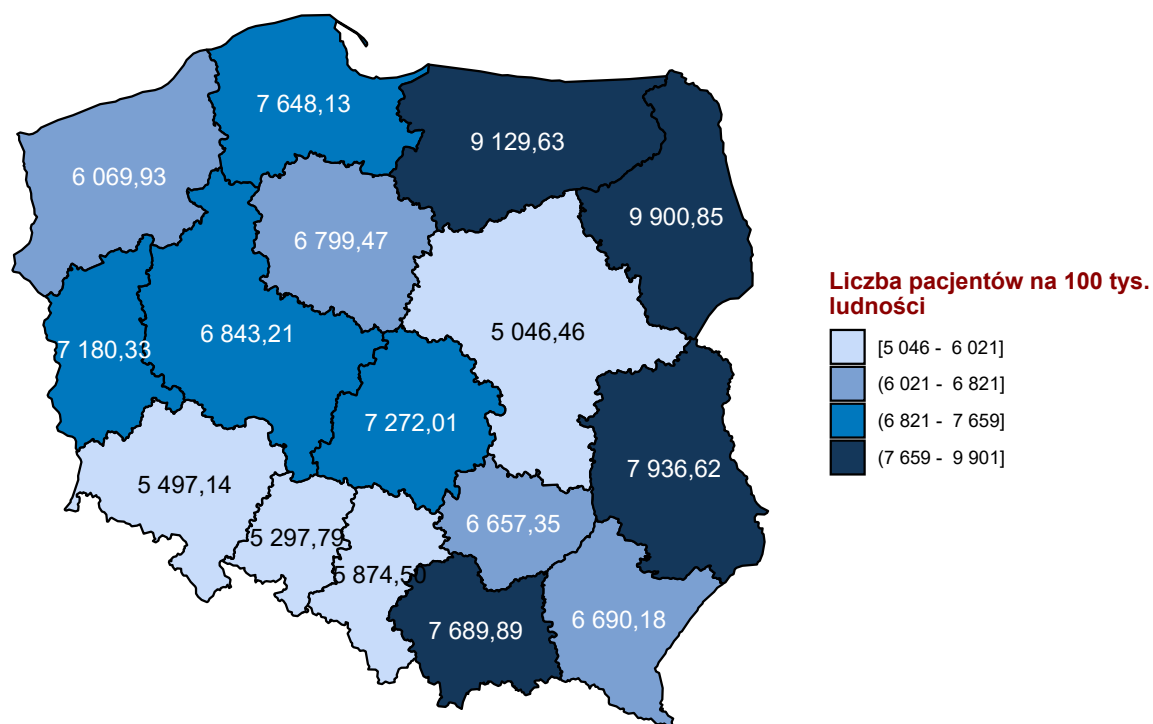 7 648,13
9 129,63
6 069,93
9 900,85
6 799,47
7 180,33
6 843,21
5 046,46
7 272,01
7 936,62
5 497,14
6 657,35
5 297,79
5 874,50
7 689,89
6 690,18
Liczba pacjentów na 100 tys.
ludności
[5 046 - 6 021]
(6 021 - 6 821]
(6 821 - 7 659]
(7 659 - 9 901]